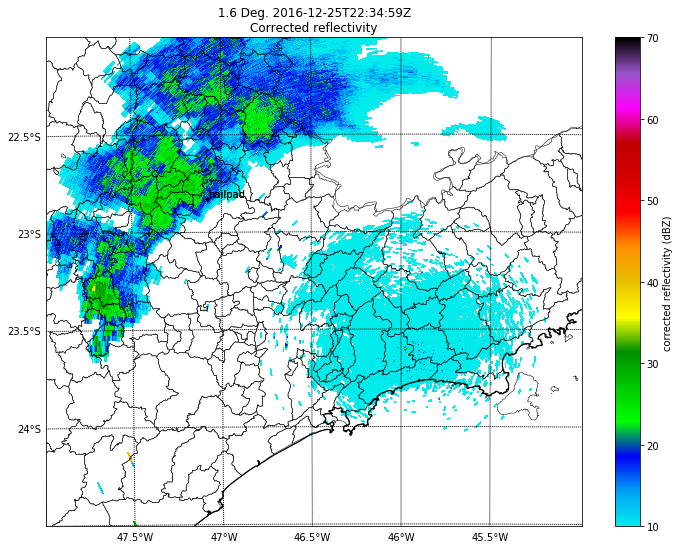 1.6 Deg. 2016-12-25T22:34:59Z
Corrected reflectivity
22.5°S
23°S
23.5°S
24°S
47.5°W
47°W
46.5°W
46°W
45.5°W
hailpad
70
60
50
40
30
20
10
corrected reflectivity (dBZ)